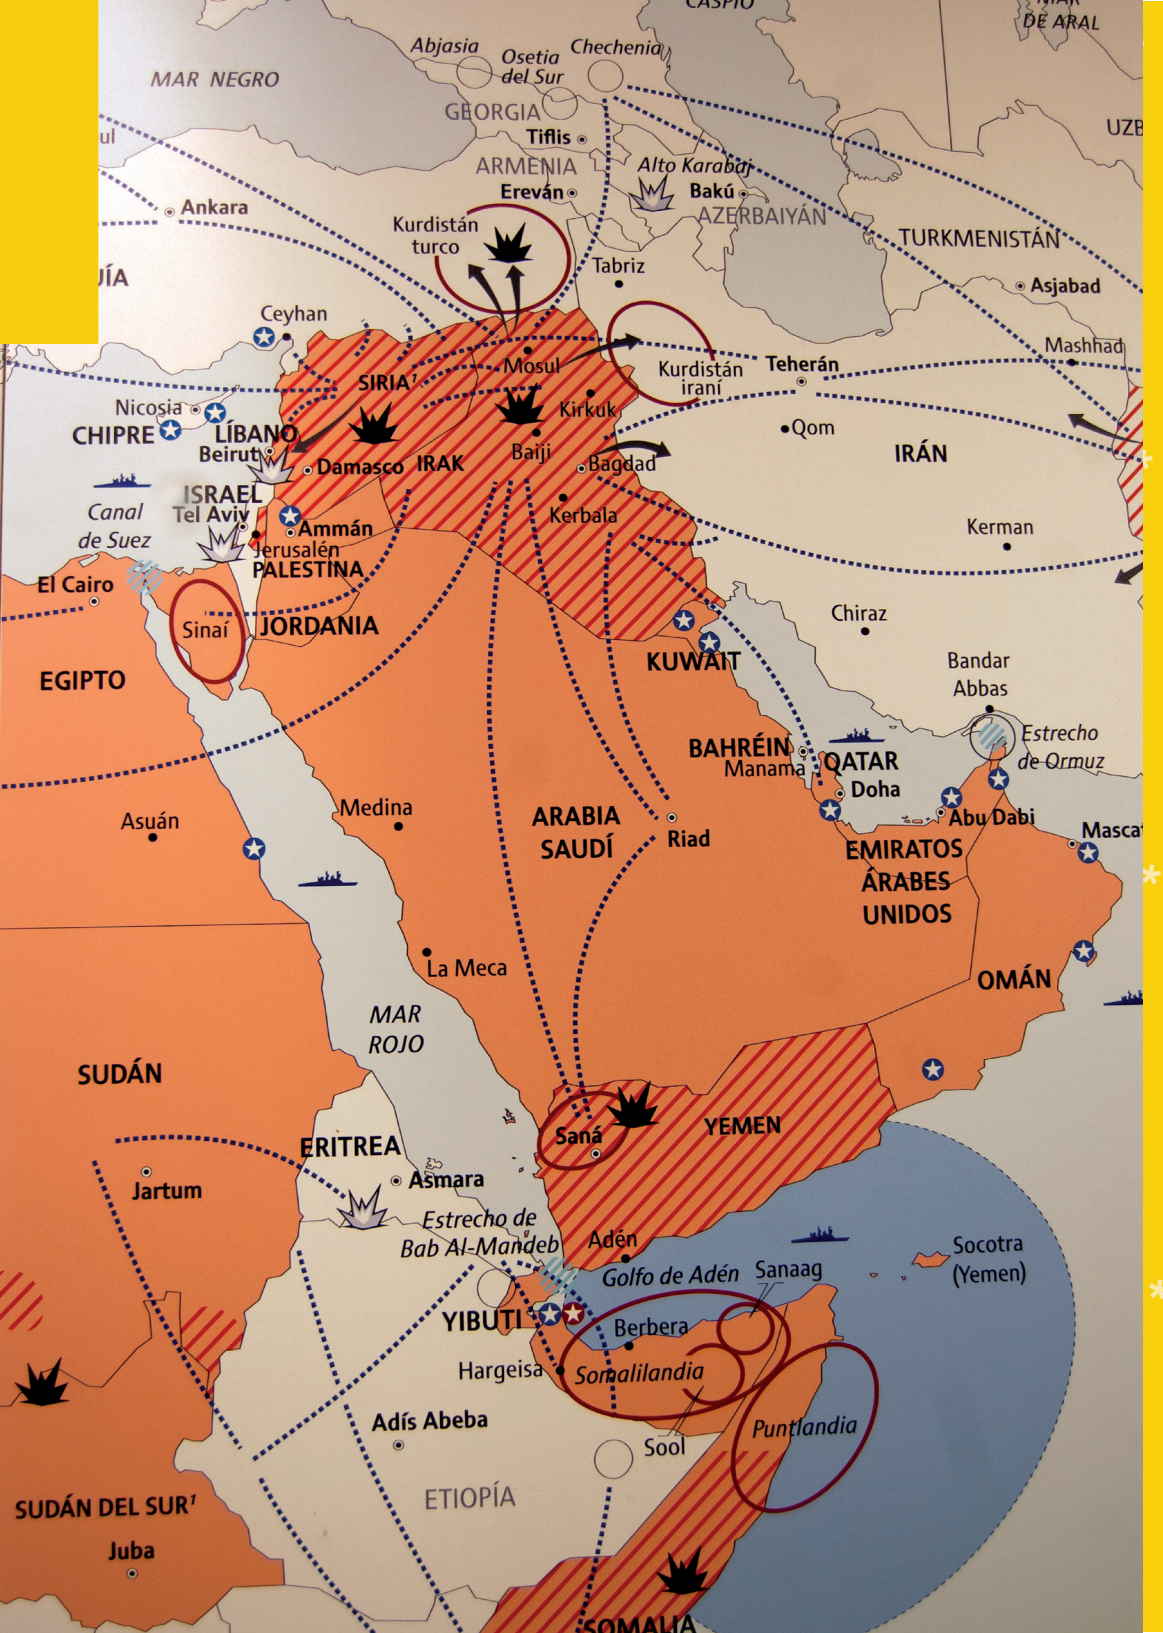 CASPIO
MAR
DE ARAL
Abjasia
Osetia
del Sur
Chechenia
MAR NEGRO
GEORGIA
UZB
ul
Tiflis
ARMENIA
Alto Karabaj
Ereván
Bakú
Ankara
AZERBAIYÁN
Kurdistán
turco
TURKMENISTÁN
Tabriz
UÍA
Asjabad
Ceyhan
Mashhad
Mosul
Teherán
Kurdistán
iraní
SIRIA¹
Nicosia
Kirkuk
CHIPRE
LÍBANO
Qom
Beirut
Baiji
IRÁN
Damasco
IRAK
Bagdad
ISRAEL
Tel Aviv
Canal
de Suez
Kerbala
Ammán
Kerman
Jerusalén
PALESTINA
El Cairo
Sinaí
JORDANIA
Chiraz
KUWAIT
Bandar
Abbas
EGIPTO
Estrecho
de Ormuz
BAHRÉIN
Manama
QATAR
Doha
Medina
ARABIA
SAUDÍ
Asuán
Riad
Abu Dabi
Mascat
EMIRATOS
ÁRABES
UNIDOS
La Meca
OMÁN
MAR
ROJO
SUDÁN
YEMEN
Saná
ERITREA
Asmara
Jartum
Estrecho de
Bab Al-Mandeb
Adén
Golfo de Adén
Sanaag
Socotra
(Yemen)
YIBUTI
Berbera
Hargeisa
Somalilandia
Adís Abeba
Puntlandia
Sool
ETIOPÍA
SUDÁN DEL SUR¹
Juba
SOMALIA